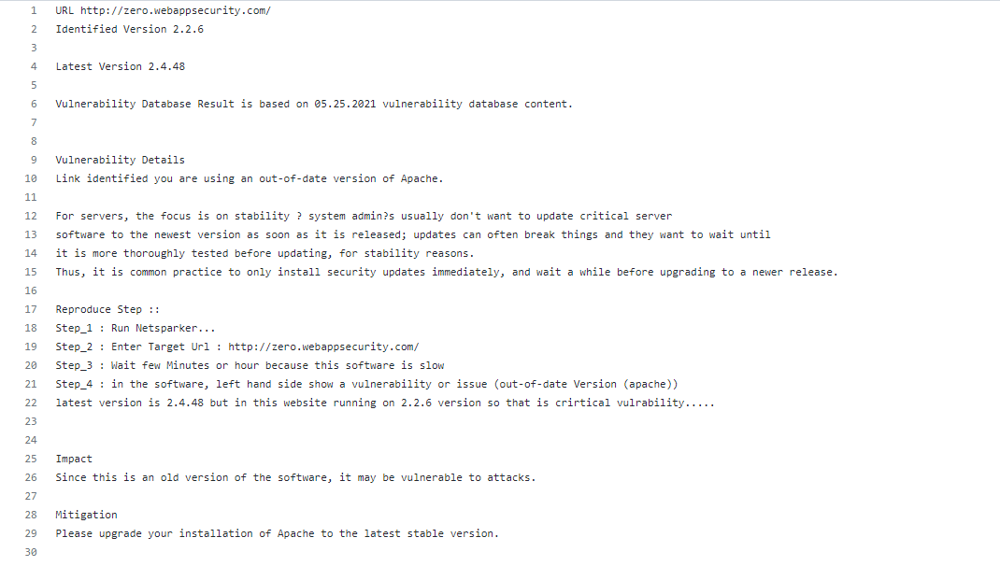 1 URL http://zero.webappsecurity.com/
2 Identified Version 2.2.6
3
4 Latest Version 2.4.48
5
6 Vulnerability Database Result is based on 05.25.2021 vulnerability database content.
7
8
9 Vulnerability Details
10 Link identified you are using an out-of-date version of Apache.
11
12 For servers, the focus is on stability ? system admin?s usually don't want to update critical server
13 software to the newest version as soon as it is released; updates can often break things and they want to wait until
14 it is more thoroughly tested before updating, for stability reasons.
15 Thus, it is common practice to only install security updates immediately, and wait a while before upgrading to a newer release.
16
17 Reproduce Step ::
18 Step_1 : Run Netsparker...
19 Step_2 : Enter Target Url : http://zero.webappsecurity.com/
20 Step_3 : Wait few Minutes or hour because this software is slow
21 Step_4 : in the software, left hand side show a vulnerability or issue (out-of-date Version (apache))
22 latest version is 2.4.48 but in this website running on 2.2.6 version so that is crirtical vulrability.....
23
24
25 Impact
26 Since this is an old version of the software, it may be vulnerable to attacks.
27
28 Mitigation
29 Please upgrade your installation of Apache to the latest stable version.
30